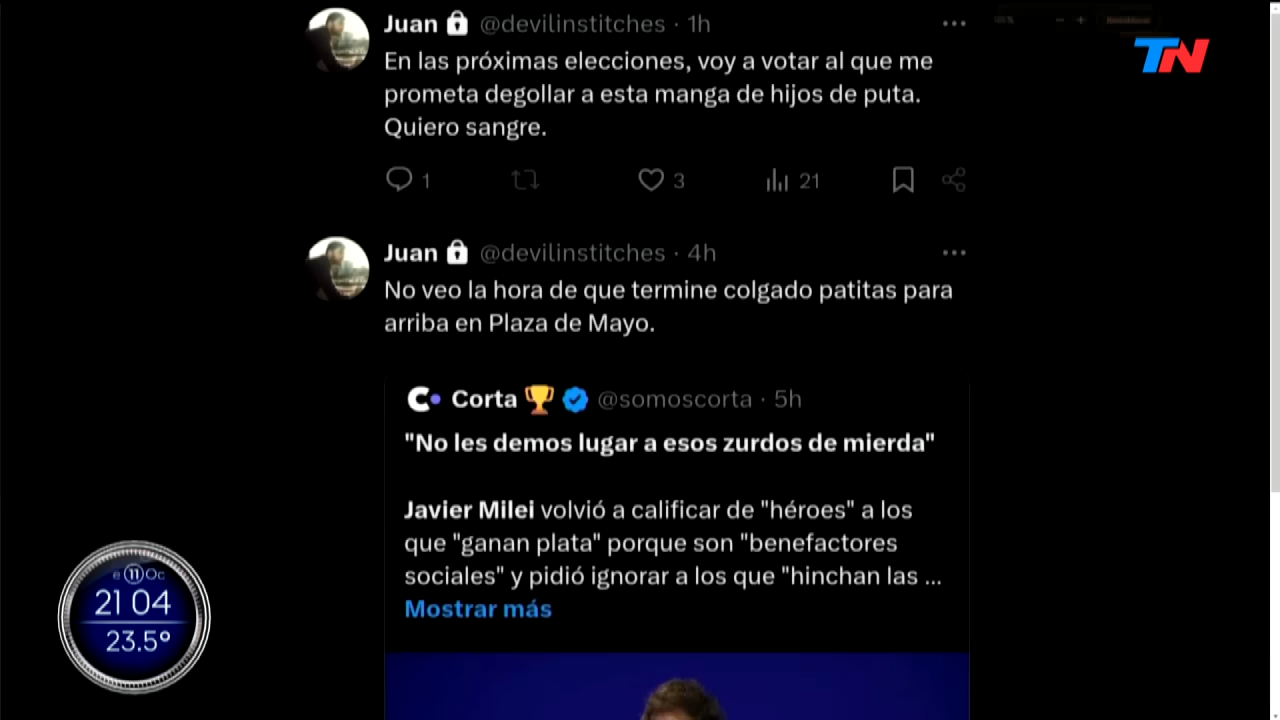 Juan @devilinstitches · 1h
TN
En las próximas elecciones, voy a votar al que me
prometa degollar a esta manga de hijos de puta.
Quiero sangre.
1 3 21
Juan @devilinstitches · 4h
No veo la hora de que termine colgado patitas para
arriba en Plaza de Mayo.
Corta @somoscorta · 5h
"No les demos lugar a esos zurdos de mierda"
Javier Milei volvió a calificar de "héroes" a los
que "ganan plata" porque son "benefactores
sociales" y pidió ignorar a los que "hinchan las ...
Mostrar más
e 11 Oc
21 04
23.5°